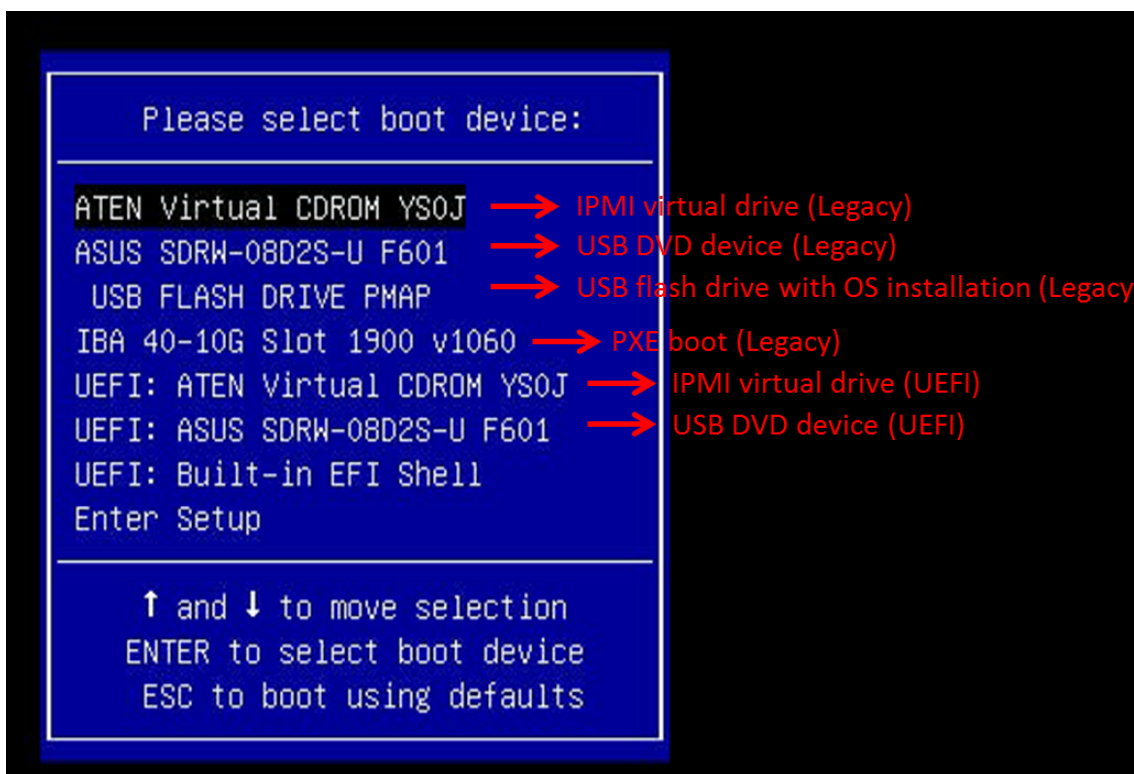 Please select boot device:
ATEN Virtual CDROM YS0J → IPMI virtual drive (Legacy)
ASUS SDRW-08D2S-U F601 → USB DVD device (Legacy)
USB FLASH DRIVE PMAP → USB flash drive with OS installation (Legacy
IBA 40-10G Slot 1900 v1060 → PXE boot (Legacy)
UEFI: ATEN Virtual CDROM YS0J → IPMI virtual drive (UEFI)
UEFI: ASUS SDRW-08D2S-U F601 → USB DVD device (UEFI)
UEFI: Built-in EFI Shell
Enter Setup
↑ and ↓ to move selection
ENTER to select boot device
ESC to boot using defaults